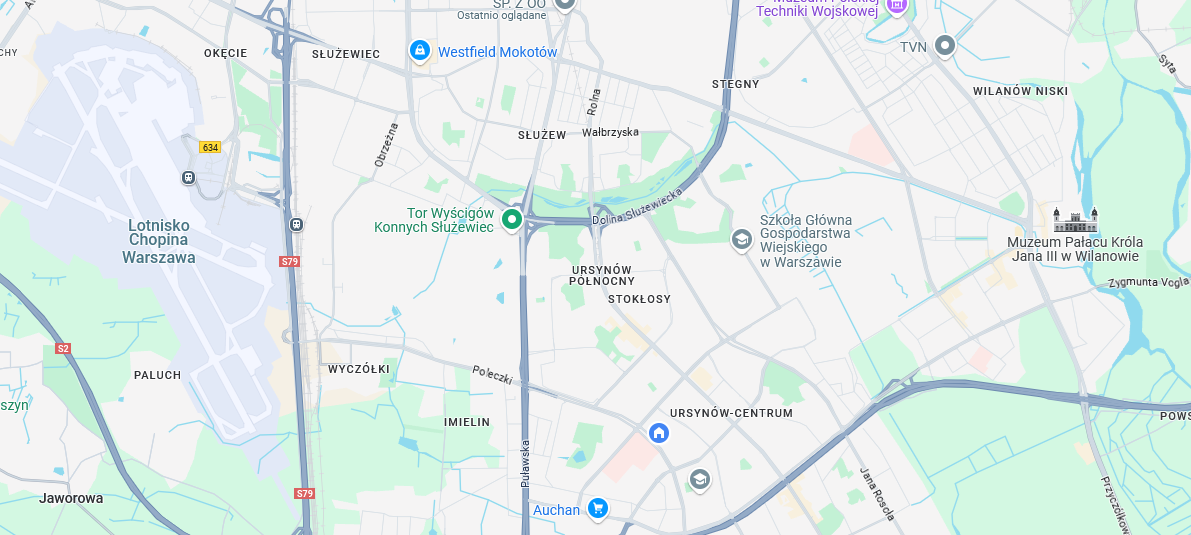 SP. Z OO
Ostatnio oglądane
Techniki Wojskowej
TVN
OKĘCIE
SŁUŻEWIEC
Westfield Mokotów
STEGNY
Syta
WILANÓW NISKI
Rolna
SŁUŻEW
Wałbrzyska
Obrzeżna
634
Tor Wyścigów
Konnych Służewiec
Dolina Służewiecka
Lotnisko
Chopina
Warszawa
Szkoła Główna
Gospodarstwa
Wiejskiego
w Warszawie
Muzeum Pałacu Króla
Jana III w Wilanowie
S79
URSYNÓW
PÓŁNOCNY
STOKŁOSY
Zygmunta Vogla
S2
PALUCH
WYCZÓŁKI
Poleczki
szyn
IMIELIN
URSYNÓW-CENTRUM
POWS
Puławska
S79
Jaworowa
Auchan
Jana Rosoła
Przyczółkow